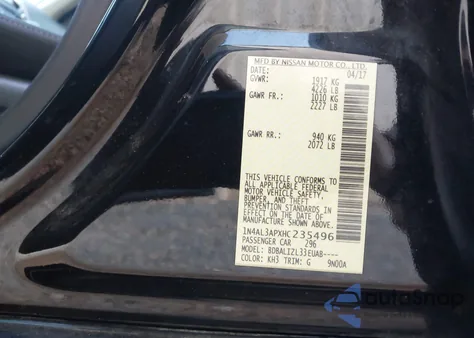 MFD BY NISSAN MOTOR CO., LTD.
DATE: 04/17
GVWR: 1917 KG
4226 LB
GAWR FR: 1010 KG
2227 LB
GAWR RR: 940 KG
2072 LB
THIS VEHICLE CONFORMS TO
ALL APPLICABLE FEDERAL
MOTOR VEHICLE SAFETY,
BUMPER, AND THEFT
PREVENTION STANDARDS
IN EFFECT ON THE DATE OF
MANUFACTURE SHOWN ABOVE.
1N4AL3APXHC235496
PASSENGER CAR 296
MODEL: BDBALIZL33EUAB----
COLOR: KH3 TRIM: G 9N00A
autoSnap